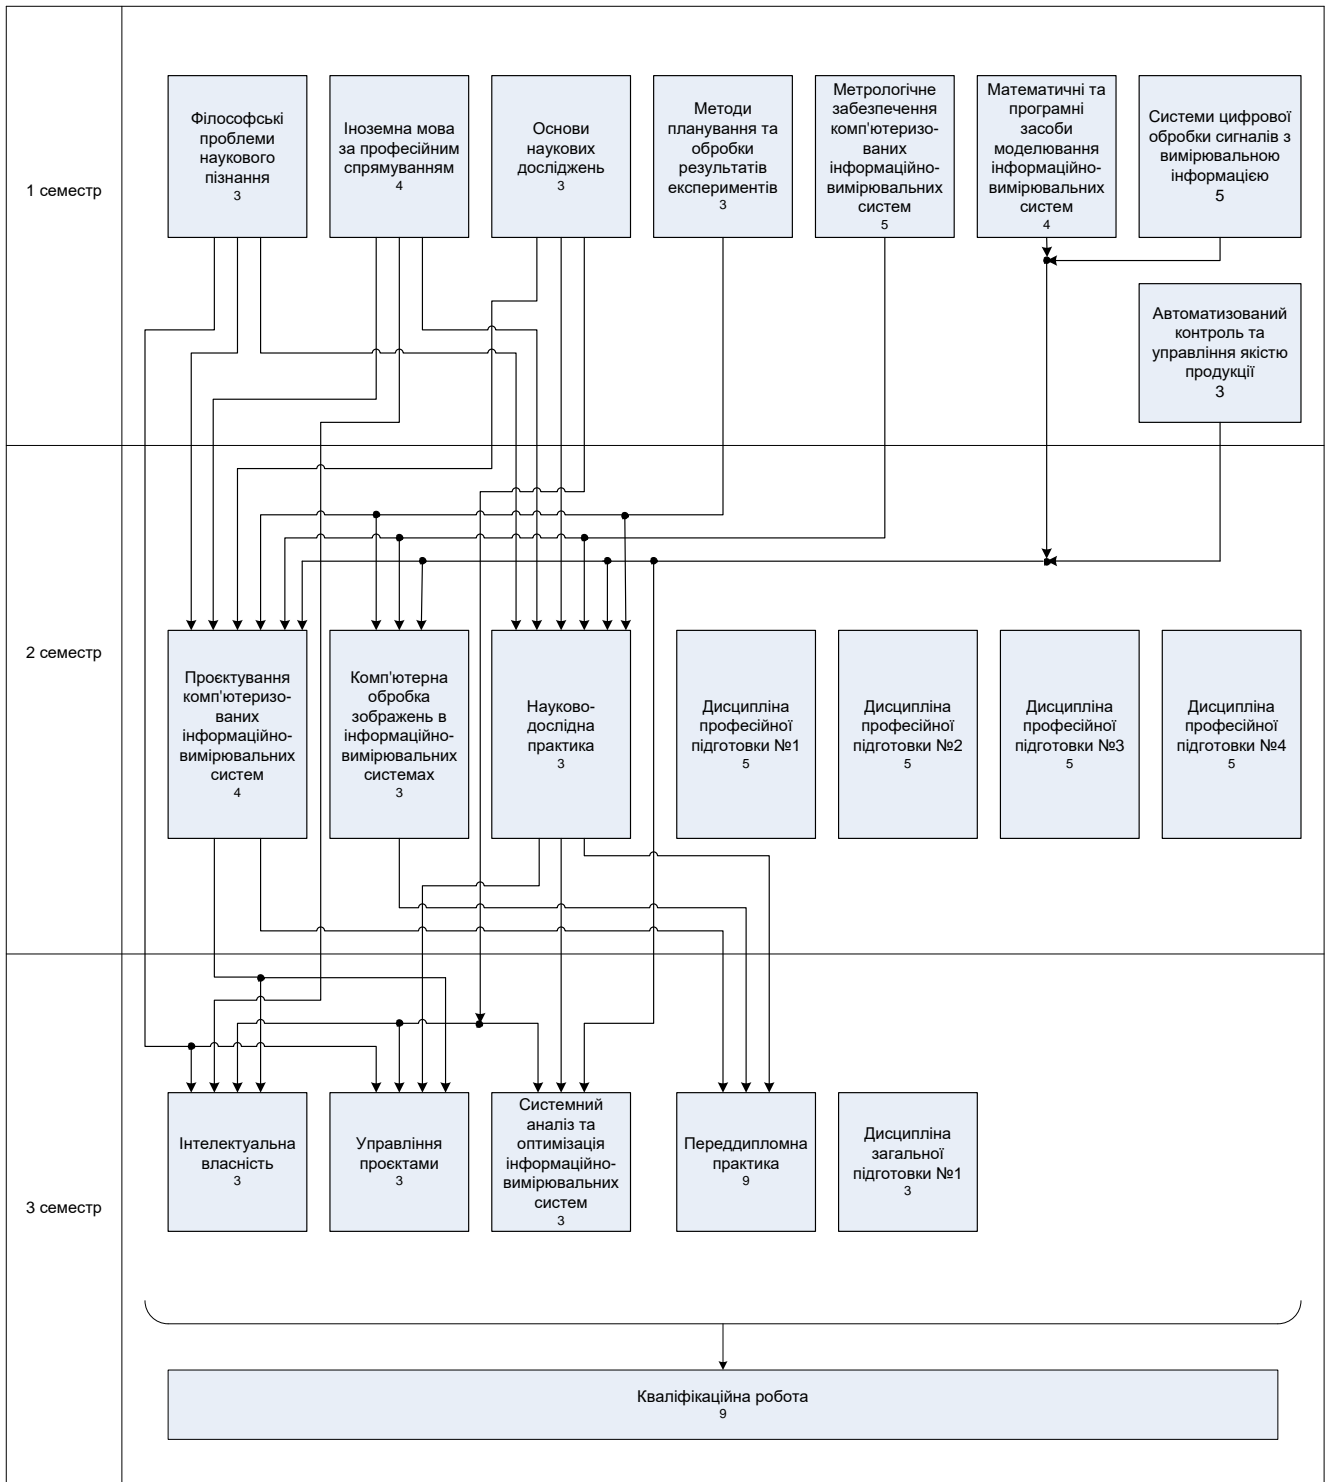 1 семестр
Філософські
проблеми
наукового
пізнання
3
Іноземна мова
за професійним
спрямуванням
4
Основи
наукових
досліджень
3
Методи
планування та
обробки
результатів
експериментів
3
Метрологічне
забезпечення
комп'ютеризо-
ваних
інформаційно-
вимірювальних
систем
5
Математичні та
програмні
засоби
моделювання
інформаційно-
вимірювальних
систем
4
Системи цифрової
обробки сигналів з
вимірювальною
інформацією
5
Автоматизований
контроль та
управління якістю
продукції
3
2 семестр
Проєктування
комп'ютеризо-
ваних
інформаційно-
вимірювальних
систем
4
Комп'ютерна
обробка
зображень в
інформаційно-
вимірювальних
системах
3
Науково-
дослідна
практика
3
Дисципліна
професійної
підготовки №1
5
Дисципліна
професійної
підготовки №2
5
Дисципліна
професійної
підготовки №3
5
Дисципліна
професійної
підготовки №4
5
3 семестр
Інтелектуальна
власність
3
Управління
проєктами
3
Системний
аналіз та
оптимізація
інформаційно-
вимірювальних
систем
3
Переддипломна
практика
9
Дисципліна
загальної
підготовки №1
3
Кваліфікаційна робота
9